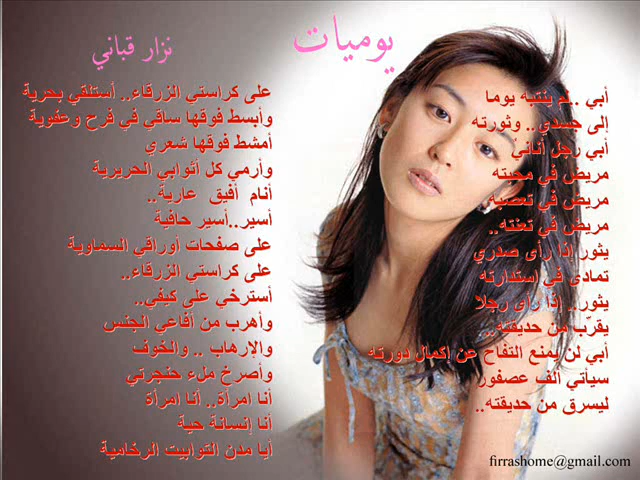 يوميات
نزار قباني
أبي ..لم ينتبه يوما
إلى جسدي.. وثورته
أبي رجل أناني
مريض في محبته
مريض في تعصبه
مريض في تعنته..
يثور إذا رأى صدري
تمادى في إستدارته
يثور.. إذا رأى رجلا
يقرّب من حديقته..
أبي لن يمنع التفاح عن إكمال دورته
سيأتي ألف عصفور
ليسرق من حديقته..
على كراستي الزرقاء.. أستلقي بحرية
وأبسط فوقها ساقي في فرح وعفوية
أمشط فوقها شعري
وأرمي كل أثوابي الحريرية
أنام أفيق عارية..
أسير..أسير حافية
على صفحات أوراقي السماوية
على كراستي الزرقاء..
أسترخي على كيفي..
وأهرب من أفاعي الجنس
والإرهاب .. والخوف
وأصرخ ملء حنجرتي
أنا امرأة.. أنا امرأة
أنا إنسانة حية
أيا مدن التوابيت الرخامية
firrashome@gmail.com